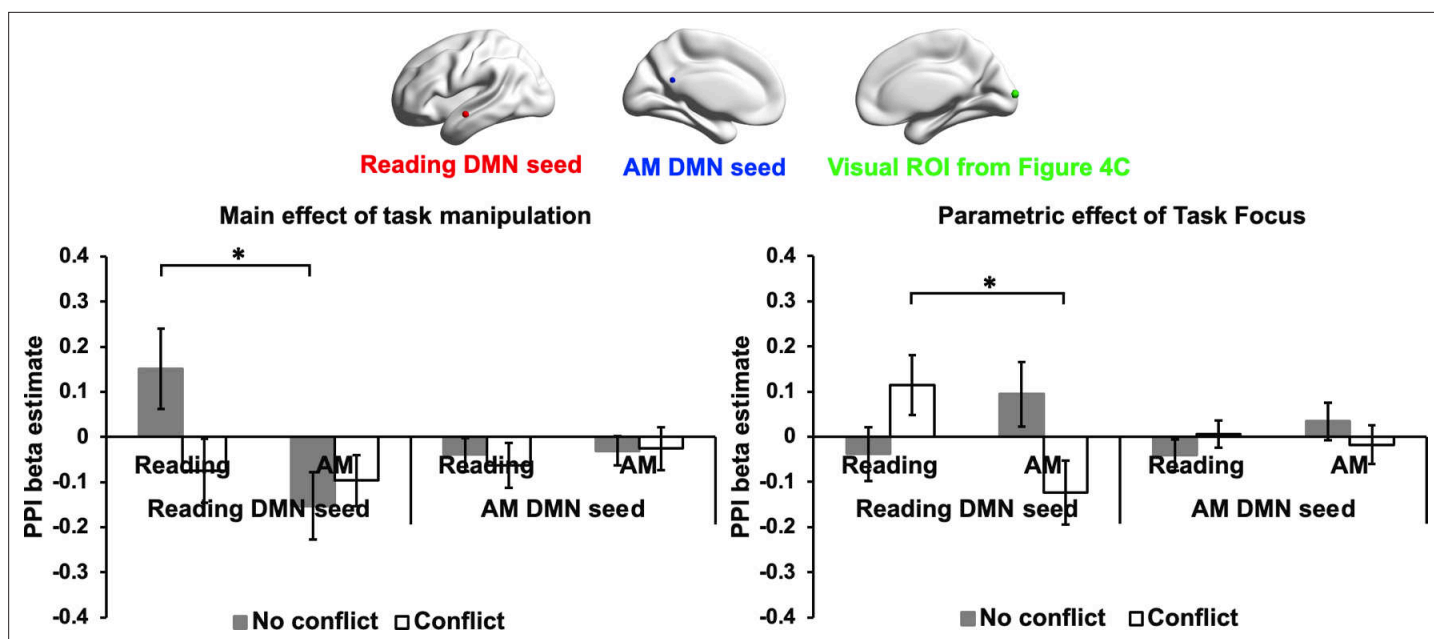 Reading DMN seed
AM DMN seed
Visual ROI from Figure 4C
Main effect of task manipulation
PPI beta estimate
0.4
0.3
0.2
0.1
0
-0.1
-0.2
-0.3
-0.4
*
Reading
AM
Reading
AM
Reading DMN seed
AM DMN seed
No conflict
Conflict
Parametric effect of Task Focus
PPI beta estimate
0.4
0.3
0.2
0.1
0
-0.1
-0.2
-0.3
-0.4
*
Reading
AM
Reading
AM
Reading DMN seed
AM DMN seed
No conflict
Conflict